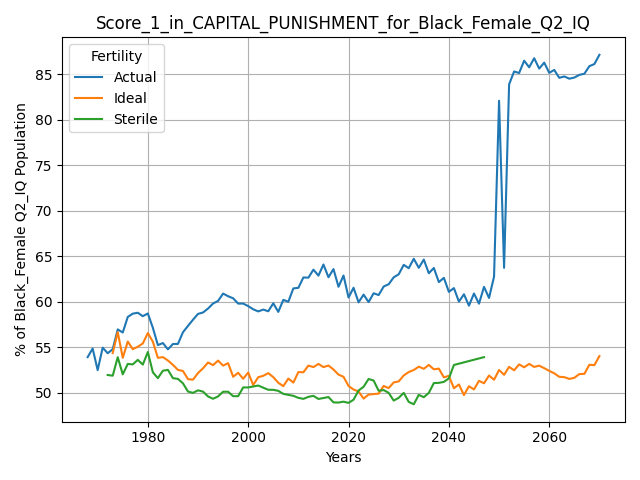 Score_1_in_CAPITAL_PUNISHMENT_for_Black_Female_Q2_IQ
Fertility
Actual
Ideal
Sterile
85
80
75
70
65
60
55
50
% of Black_Female Q2_IQ Population
1980
2000
2020
2040
2060
Years